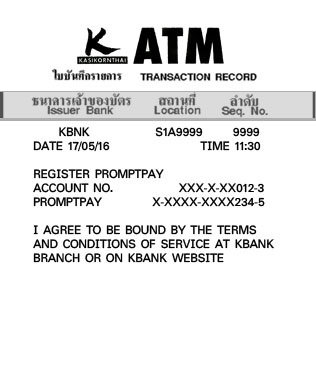 K ATM
KASIKORNTHAI
ใบบันทึกรายการ TRANSACTION RECORD
ธนาคารเจ้าของบัตร สถานที่ ลำดับ
Issuer Bank Location Seq. No.
KBNK S1A9999 9999
DATE 17/05/16 TIME 11:30
REGISTER PROMPTPAY
ACCOUNT NO. XXX-X-XX012-3
PROMPTPAY X-XXXX-XXXX234-5
I AGREE TO BE BOUND BY THE TERMS
AND CONDITIONS OF SERVICE AT KBANK
BRANCH OR ON KBANK WEBSITE